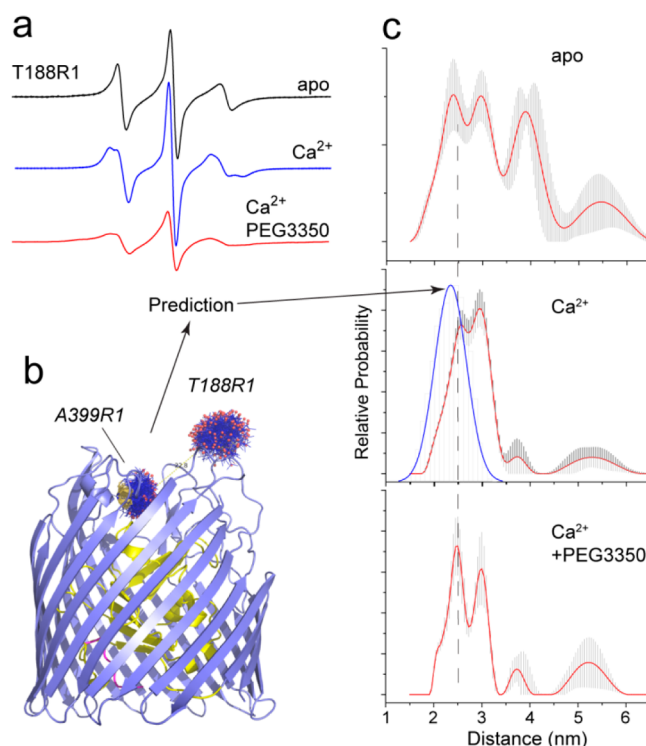 a
T188R1
apo
Ca²⁺
Ca²⁺
PEG3350
Prediction
b
A399R1
T188R1
c
apo
Ca²⁺
Ca²⁺
+PEG3350
Relative Probability
1 2 3 4 5 6
Distance (nm)